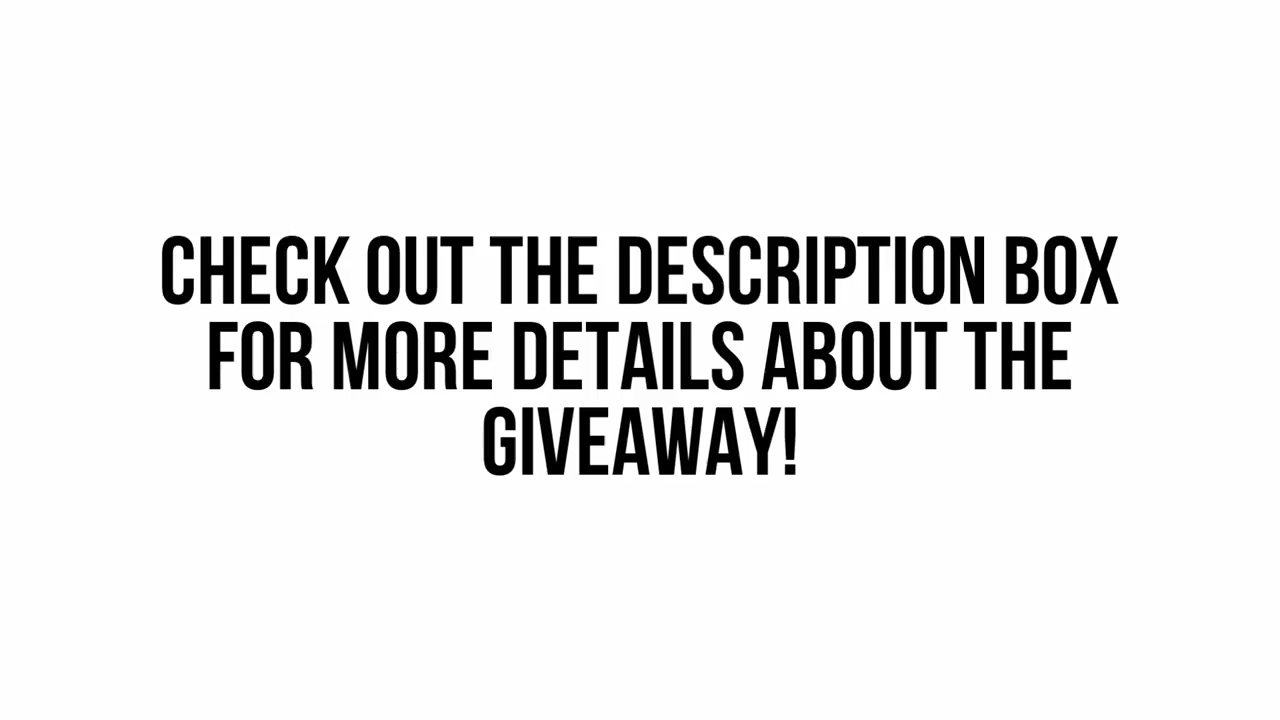 CHECK OUT THE DESCRIPTION BOX
FOR MORE DETAILS ABOUT THE
GIVEAWAY!